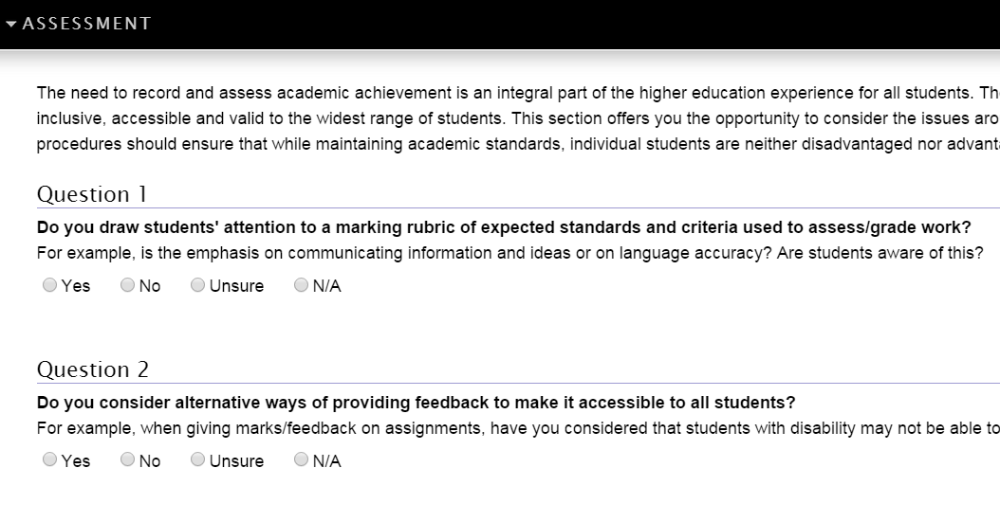 ASSESSMENT
The need to record and assess academic achievement is an integral part of the higher education experience for all students.
inclusive, accessible and valid to the widest range of students. This section offers you the opportunity to consider the issues
procedures should ensure that while maintaining academic standards, individual students are neither disadvantaged nor
Question 1
Do you draw students' attention to a marking rubric of expected standards and criteria used to assess/grade work?
For example, is the emphasis on communicating information and ideas or on language accuracy? Are students aware of this?
Yes No Unsure N/A
Question 2
Do you consider alternative ways of providing feedback to make it accessible to all students?
For example, when giving marks/feedback on assignments, have you considered that students with disability may not be able to
Yes No Unsure N/A